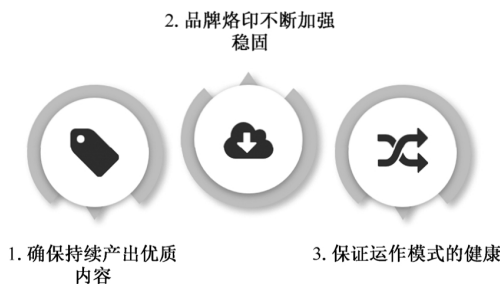 2. 品牌烙印不断加强
稳固
1. 确保持续产出优质
内容
3. 保证运作模式的健康